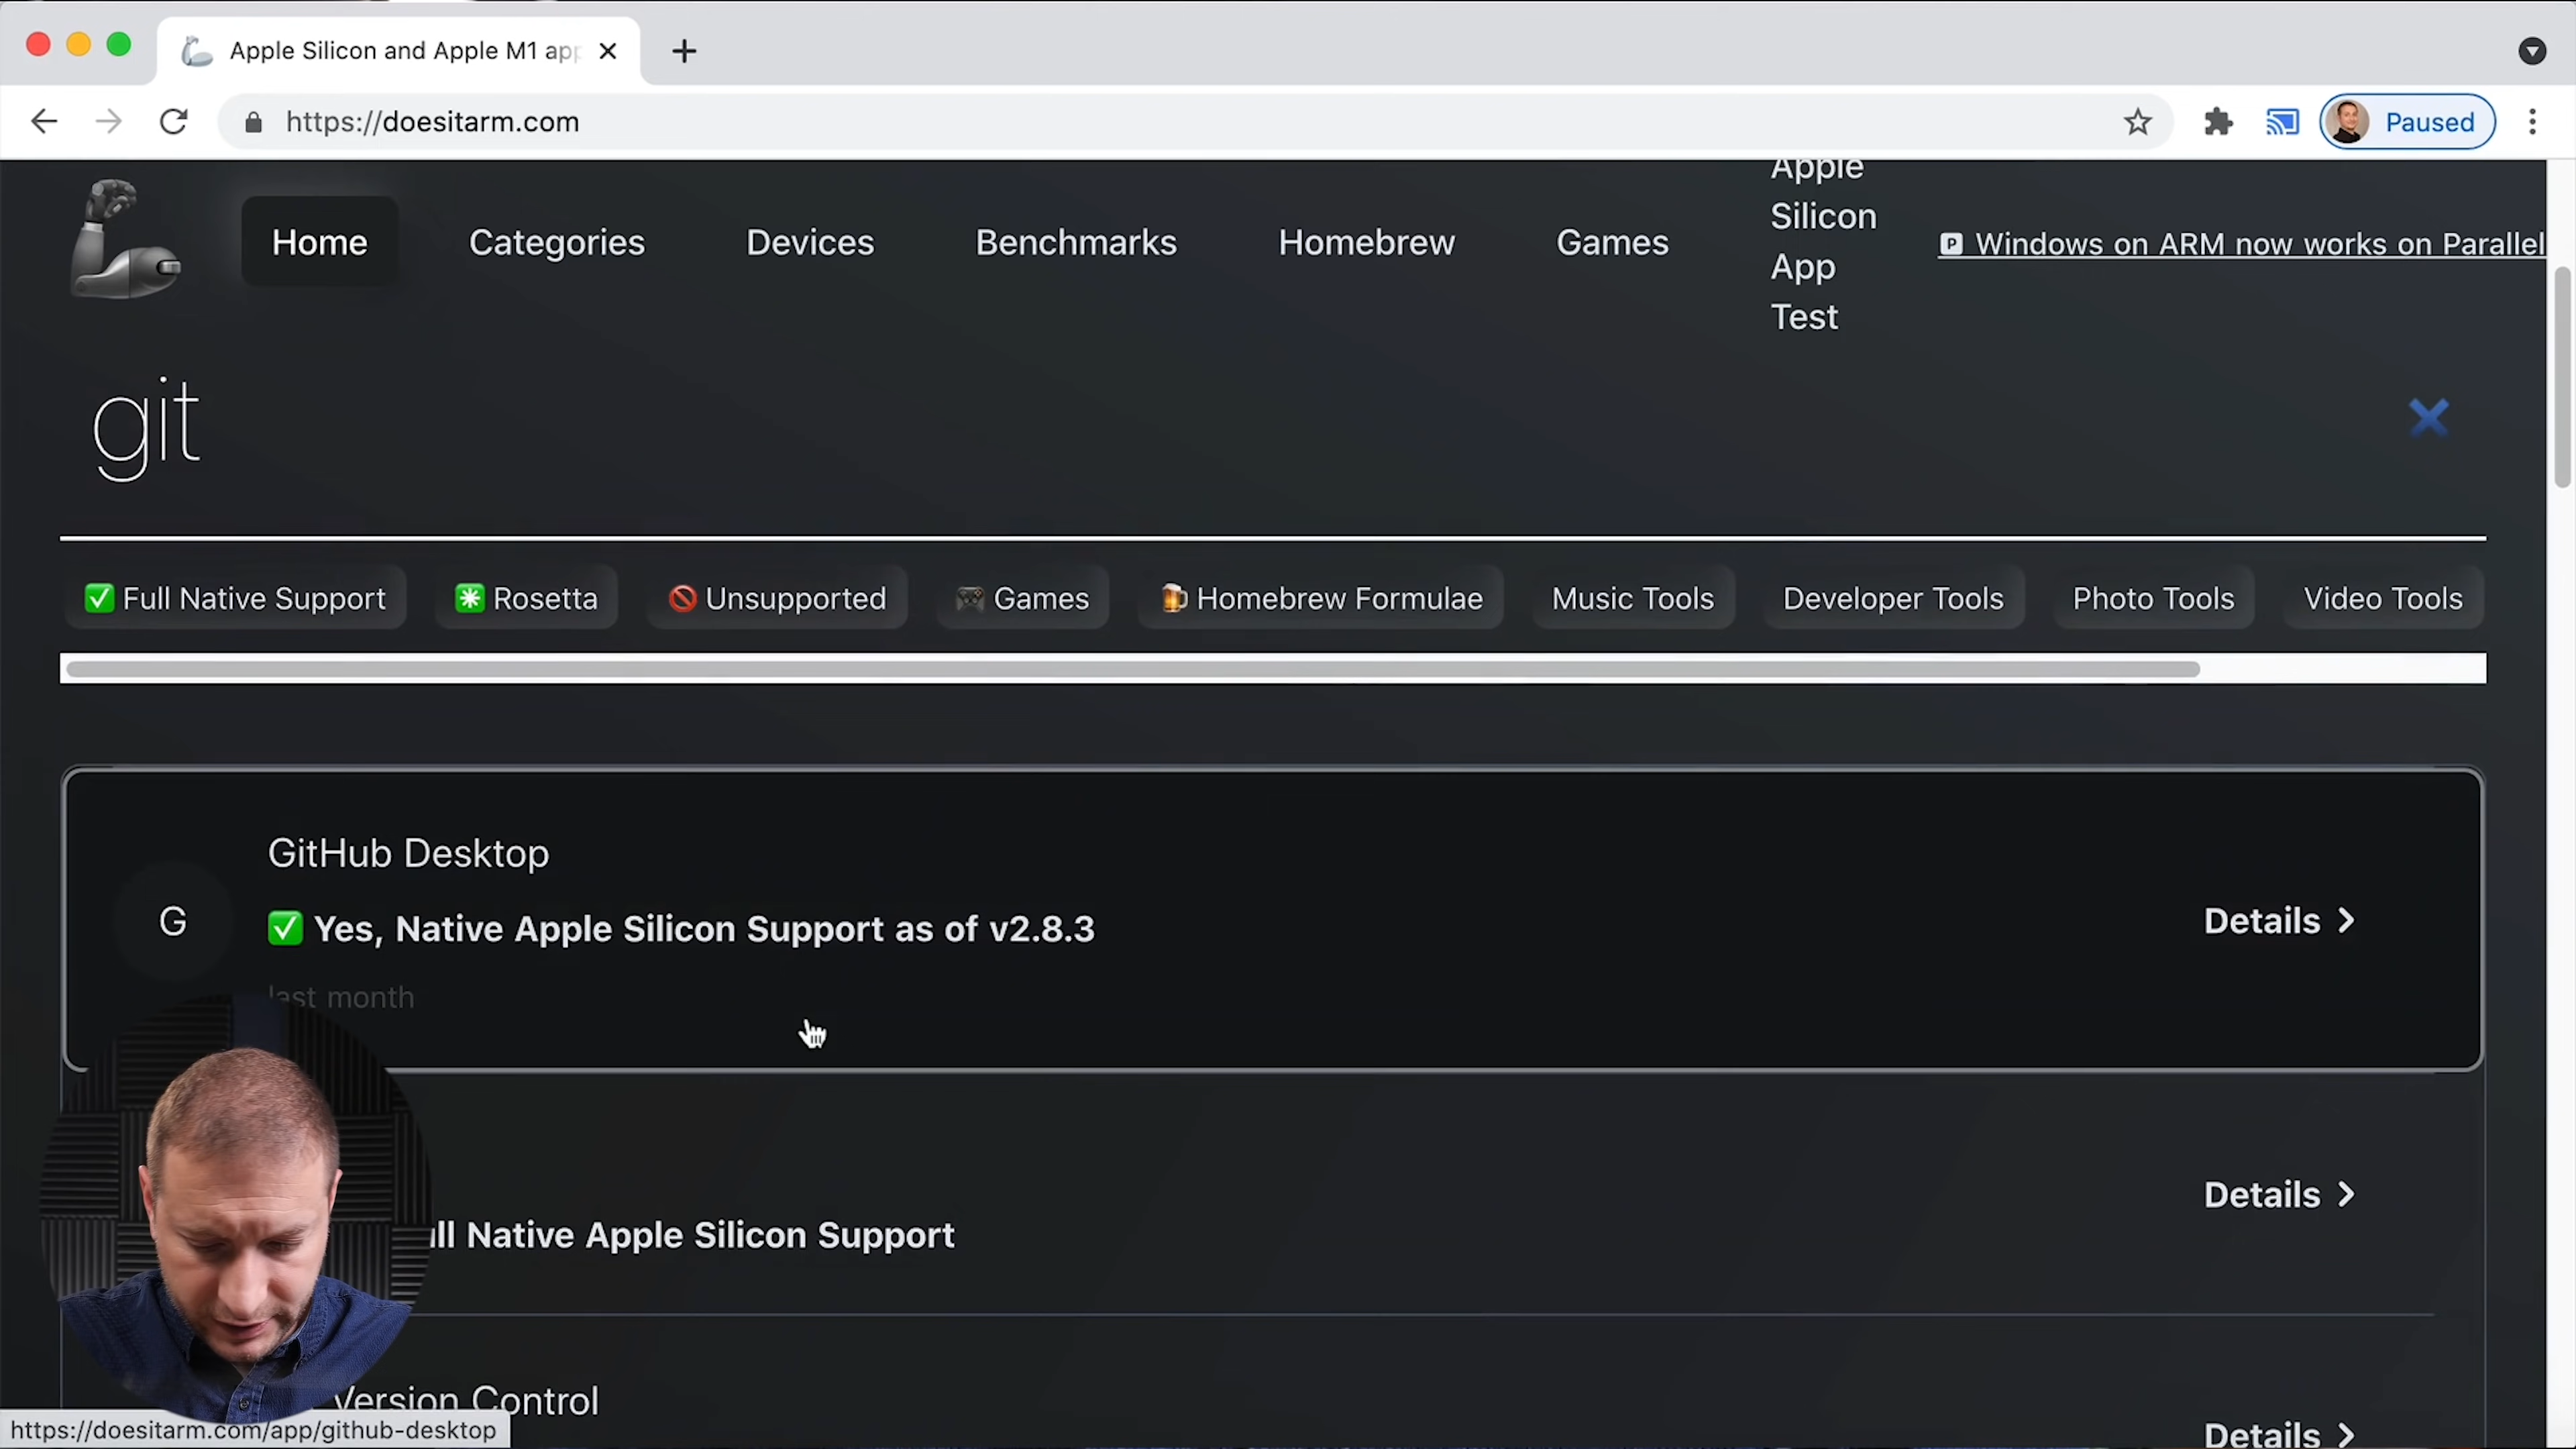 Apple Silicon and Apple M1 app
https://doesitarm.com
Paused
Home
Categories
Devices
Benchmarks
Homebrew
Games
Apple
Silicon
App
Test
P Windows on ARM now works on Parallel
git
Full Native Support
Rosetta
Unsupported
Games
Homebrew Formulae
Music Tools
Developer Tools
Photo Tools
Video Tools
GitHub Desktop
G
Yes, Native Apple Silicon Support as of v2.8.3
last month
Details
Details
ll Native Apple Silicon Support
Version Control
Details
https://doesitarm.com/app/github-desktop